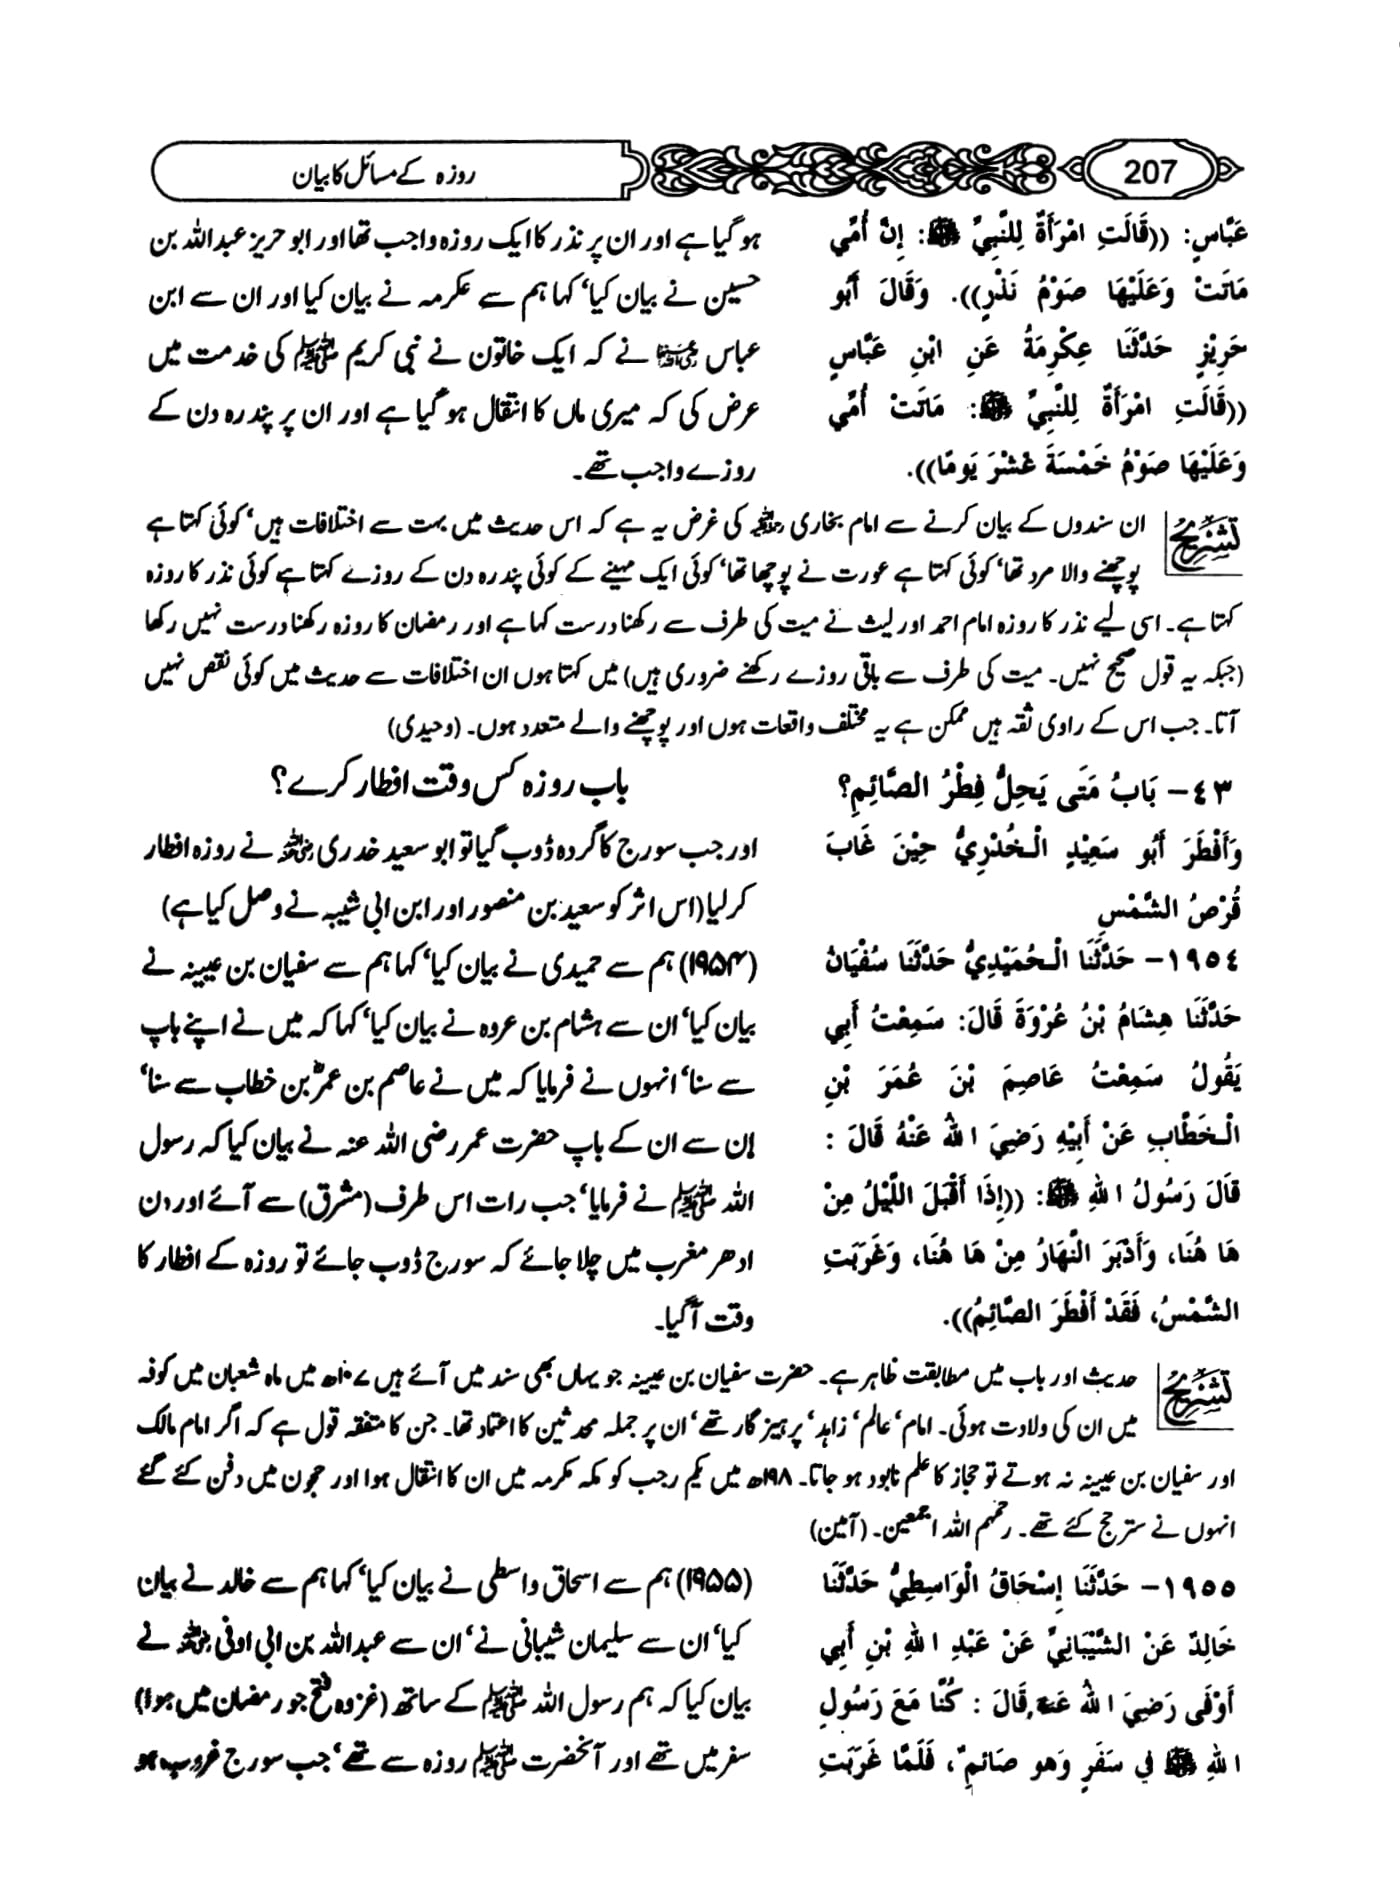 207
روزہ کے مسائل کا بیان
عَبَّاسٍ: ((قَالَتِ امْرَأَةٌ لِلنَّبِيِّ ﷺ: إِنَّ أُمِّي
مَاتَتْ وَعَلَيْهَا صَوْمُ نَذْرٍ)). وَقَالَ أَبُو
حَرِيْزٍ حَدَّثَنَا عِكْرِمَةُ عَنِ ابْنِ عَبَّاسٍ
((قَالَتِ امْرَأَةٌ لِلنَّبِيِّ ﷺ: مَاتَتْ أُمِّي
وَعَلَيْهَا صَوْمُ خَمْسَةَ عَشْرَ يَومًا)).
ہو گیا ہے اور ان پر نذر کا ایک روزہ واجب تھا اور ابو حریز عبداللہ بن
حسین نے بیان کیا‘ کہا ہم سے عکرمہ نے بیان کیا اور ان سے ابن
عباس رضی اللہ عنہما نے کہ ایک خاتون نے نبی کریم ﷺ کی خدمت میں
عرض کی کہ میری ماں کا انتقال ہو گیا ہے اور ان پر پندرہ دن کے
روزے واجب تھے۔
تشریح ان سندوں کے بیان کرنے سے امام بخاری رحمہ اللہ کی غرض یہ ہے کہ اس حدیث میں بہت سے اختلافات ہیں‘ کوئی کہتا ہے
پوچھنے والا مرد تھا‘ کوئی کہتا ہے عورت نے پوچھا تھا‘ کوئی ایک مہینے کے کوئی پندرہ دن کے روزے کہتا ہے کوئی نذر کا روزہ
کہتا ہے۔ اسی لیے نذر کا روزہ امام احمد اور لیث نے میت کی طرف سے رکھنا درست کہا ہے اور رمضان کا روزہ رکھنا درست نہیں رکھا
(جبکہ یہ قول صحیح نہیں۔ میت کی طرف سے باقی روزے رکھنے ضروری ہیں) میں کہتا ہوں ان اختلافات سے حدیث میں کوئی نقص نہیں
آتا۔ جب اس کے راوی ثقہ ہیں ممکن ہے یہ مختلف واقعات ہوں اور پوچھنے والے متعدد ہوں۔ (وحیدی)
٤٣- بَابُ مَتَى يَحِلُّ فِطْرُ الصَّائِمِ؟
وَأَفْطَرَ أَبُو سَعِيْدٍ الْخُدْرِيُّ حِيْنَ غَابَ
قُرْصُ الشَّمْسِ
باب روزہ کس وقت افطار کرے؟
اور جب سورج کا گردہ ڈوب گیا تو ابو سعید خدری رضی اللہ عنہ نے روزہ افطار
کر لیا (اس اثر کو سعید بن منصور اور ابن ابی شیبہ نے وصل کیا ہے)
١٩٥٤- حَدَّثَنَا الْحُمَيْدِيُّ حَدَّثَنَا سُفْيَانُ
حَدَّثَنَا هِشَامُ بْنُ عُرْوَةَ قَالَ: سَمِعْتُ أَبِي
يَقُولُ سَمِعْتُ عَاصِمَ بْنَ عُمَرَ بْنِ
الْخَطَّابِ عَنْ أَبِيْهِ رَضِيَ اللهُ عَنْهُ قَالَ :
قَالَ رَسُولُ اللهِ ﷺ: ((إِذَا أَقْبَلَ اللَّيْلُ مِنْ
هَا هُنَا، وَأَدْبَرَ النَّهَارُ مِنْ هَا هُنَا، وَغَرَبَتِ
الشَّمْسُ، فَقَدْ أَفْطَرَ الصَّائِمُ)).
(۱۹۵۴) ہم سے حمیدی نے بیان کیا‘ کہا ہم سے سفیان بن عیینہ نے
بیان کیا‘ ان سے ہشام بن عروہ نے بیان کیا‘ کہا کہ میں نے اپنے باپ
سے سنا‘ انہوں نے فرمایا کہ میں نے عاصم بن عمر بن خطاب سے سنا‘
ان سے ان کے باپ حضرت عمر رضی اللہ عنہ نے بیان کیا کہ رسول
اللہ ﷺ نے فرمایا‘ جب رات اس طرف (مشرق) سے آئے اور دن
ادھر مغرب میں چلا جائے کہ سورج ڈوب جائے تو روزہ کے افطار کا
وقت آ گیا۔
تشریح حدیث اور باب میں مطابقت ظاہر ہے۔ حضرت سفیان بن عیینہ جو یہاں بھی سند میں آئے ہیں ۱۰۷ھ میں ماہ شعبان میں کوفہ
میں ان کی ولادت ہوئی۔ امام‘ عالم‘ زاہد‘ پرہیز گار تھے‘ ان پر جملہ محدثین کا اعتماد تھا۔ جن کا متفقہ قول ہے کہ اگر امام مالک
اور سفیان بن عیینہ نہ ہوتے تو حجاز کا علم نابود ہو جاتا۔ ۱۹۸ھ میں یکم رجب کو مکہ مکرمہ میں ان کا انتقال ہوا اور حجون میں دفن کئے گئے
انہوں نے ستر حج کئے تھے۔ رحمہم اللہ اجمعین۔ (آمین)
١٩٥٥- حَدَّثَنَا إِسْحَاقُ الْوَاسِطِيُّ حَدَّثَنَا
خَالِدٌ عَنْ الشَّيْبَانِيِّ عَنْ عَبْدِ اللهِ بْنِ أَبِي
أَوْفَى رَضِيَ اللهُ عَنْهُ قَالَ : كُنَّا مَعَ رَسُولِ
اللهِ ﷺ فِي سَفَرٍ وَهوَ صَائِمٌ، فَلَمَّا غَرَبَتِ
(۱۹۵۵) ہم سے اسحاق واسطی نے بیان کیا‘ کہا ہم سے خالد نے بیان
کیا‘ ان سے سلیمان شیبانی نے‘ ان سے عبداللہ بن ابی اوفی رضی اللہ عنہ نے
بیان کیا کہ ہم رسول اللہ ﷺ کے ساتھ (غزوہ فتح جو رمضان میں ہوا)
سفر میں تھے اور آنحضرت ﷺ روزہ سے تھے‘ جب سورج غروب ہو